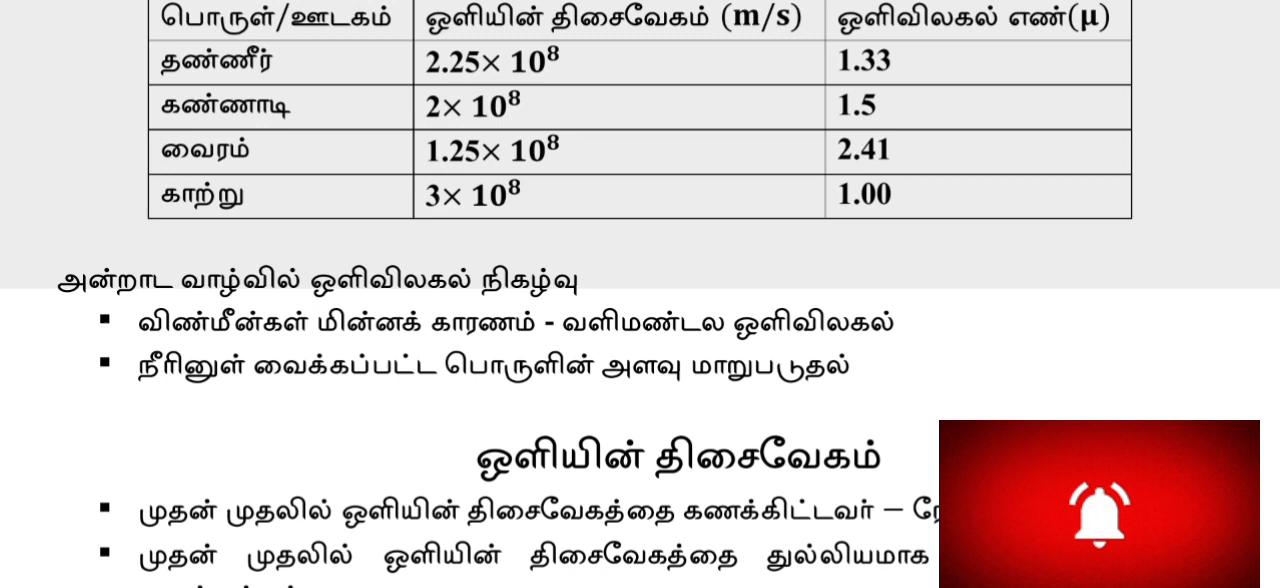 பொருள்/ஊடகம் ஒளியின் திசைவேகம் (m/s) ஒளிவிலகல் எண்(μ)
தண்ணீர் 2.25× 10⁸ 1.33
கண்ணாடி 2× 10⁸ 1.5
வைரம் 1.25× 10⁸ 2.41
காற்று 3× 10⁸ 1.00
அன்றாட வாழ்வில் ஒளிவிலகல் நிகழ்வு
▪ விண்மீன்கள் மின்னக் காரணம் - வளிமண்டல ஒளிவிலகல்
▪ நீரினுள் வைக்கப்பட்ட பொருளின் அளவு மாறுபடுதல்
ஒளியின் திசைவேகம்
▪ முதன் முதலில் ஒளியின் திசைவேகத்தை கணக்கிட்டவர் –
▪ முதன் முதலில் ஒளியின் திசைவேகத்தை துல்லியமாக